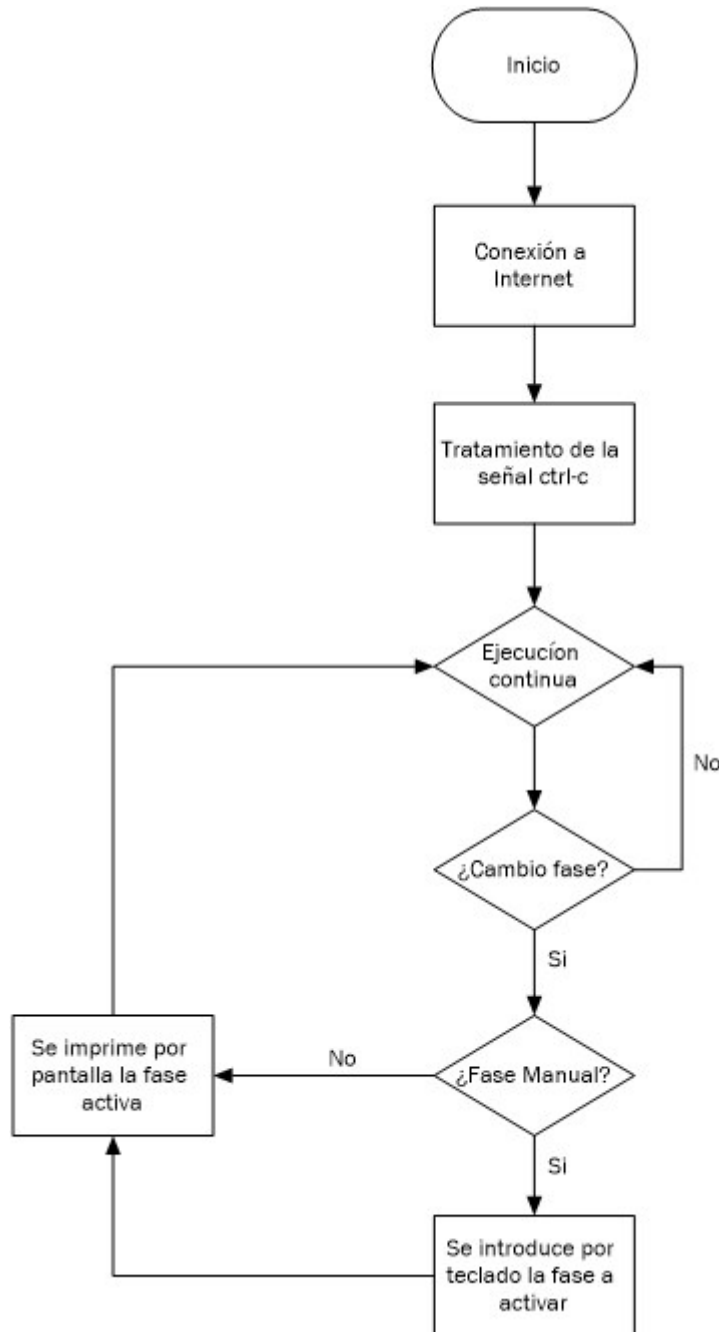 Inicio
Conexión a
Internet
Tratamiento de la
señal ctrl-c
Ejecucíon
continua
No
¿Cambio fase?
Si
Se imprime por
pantalla la fase
activa
No
¿Fase Manual?
Si
Se introduce por
teclado la fase a
activar